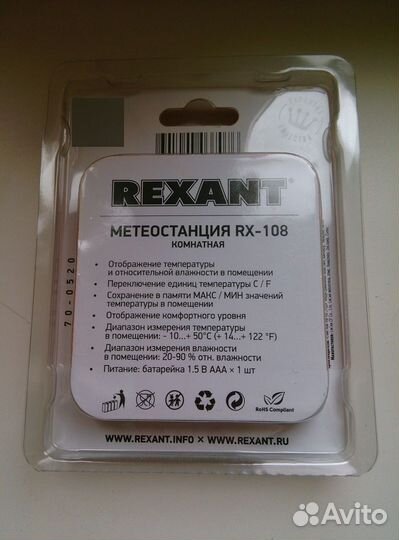 REXANT®
МЕТЕОСТАНЦИЯ RX-108
КОМНАТНАЯ
• Отображение температуры
и относительной влажности в помещении
• Переключение единиц температуры C / F
• Сохранение в памяти МАКС / МИН значений
температуры в помещении
• Отображение комфортного уровня
• Диапазон измерения температуры
в помещении: - 10...+ 50°C (+ 14...+ 122 °F)
• Диапазон измерения влажности
в помещении: 20-90 % отн. влажности
• Питание: батарейка 1.5 В ААА × 1 шт
RoHS Compliant
WWW.REXANT.INFO × WWW.REXANT.RU
70-0520
Avito